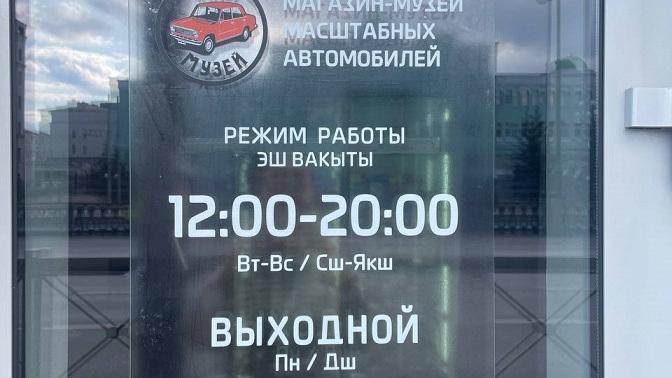 МАГАЗИН-МУЗЕЙ
МАСШТАБНЫХ
АВТОМОБИЛЕЙ
МУЗЕЙ
РЕЖИМ РАБОТЫ
ЭШ ВАКЫТЫ
12:00-20:00
Вт-Вс / Сш-Якш
ВЫХОДНОЙ
Пн / Дш